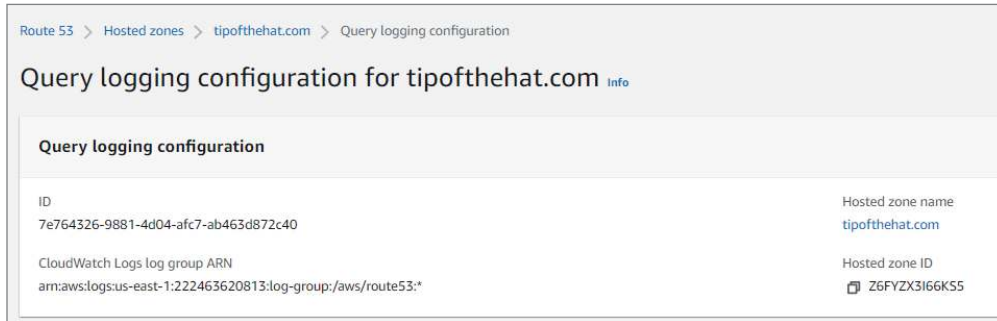 Route 53 > Hosted zones > tipofthehat.com > Query logging configuration
Query logging configuration for tipofthehat.com Info
Query logging configuration
ID
7e764326-9881-4d04-afc7-ab463d872c40
Hosted zone name
tipofthehat.com
CloudWatch Logs log group ARN
arn:aws:logs:us-east-1:222463620813:log-group:/aws/route53:*
Hosted zone ID
Z6FYZX3I66KS5